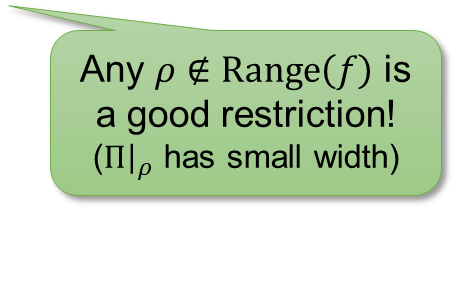 Any 𝜌 ∉ Range(𝑓) is
a good restriction!
(Π|𝜌 has small width)